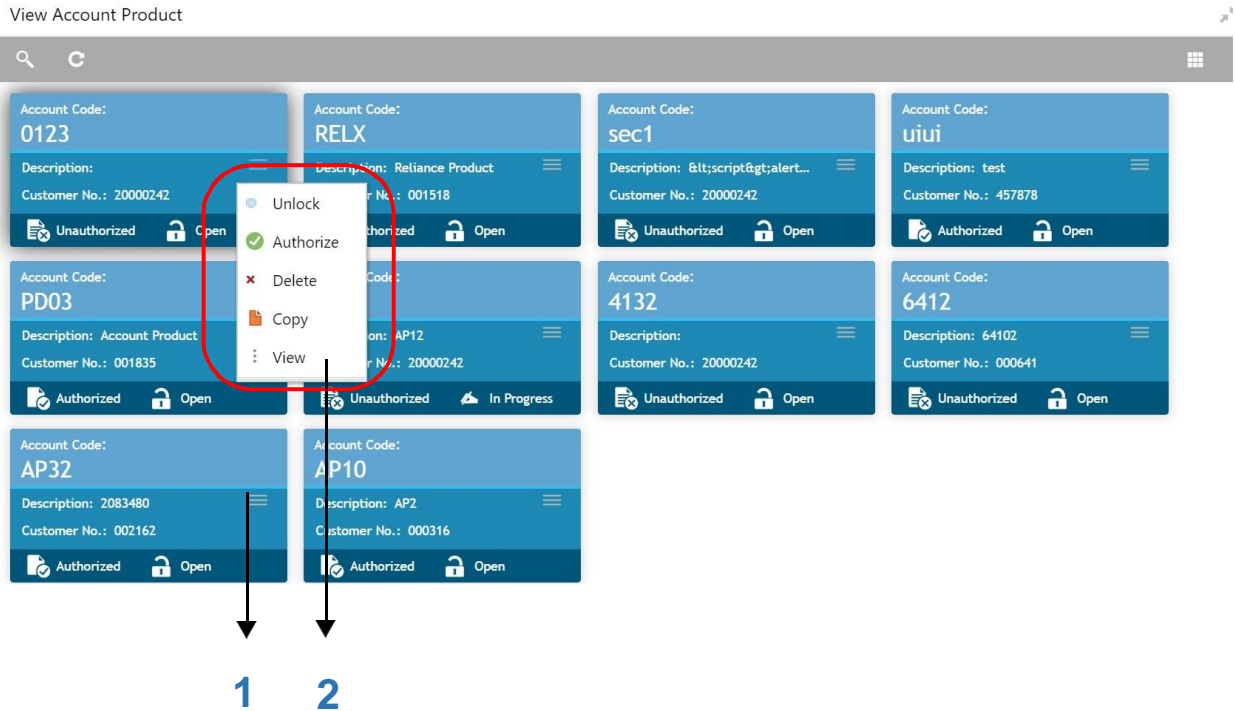 View Account Product
Account Code:
0123
Description:
Customer No.: 20000242
Unauthorized Open
Account Code:
RELX
Description: Reliance Product
No.: 001518
Open
Account Code:
sec1
Description: &lt;script&gt;alert...
Customer No.: 20000242
Unauthorized Open
Account Code:
uiui
Description: test
Customer No.: 457878
Authorized Open
Unlock
Authorize
Delete
Copy
View
Account Code:
PD03
Description: Account Product
Customer No.: 001835
Authorized Open
Code:
AP12
No.: 20000242
Unauthorized In Progress
Account Code:
4132
Description:
Customer No.: 20000242
Unauthorized Open
Account Code:
6412
Description: 64102
Customer No.: 000641
Unauthorized Open
Account Code:
AP32
Description: 2083480
Customer No.: 002162
Authorized Open
Account Code:
AP10
Description: AP2
Customer No.: 000316
Authorized Open
1 2